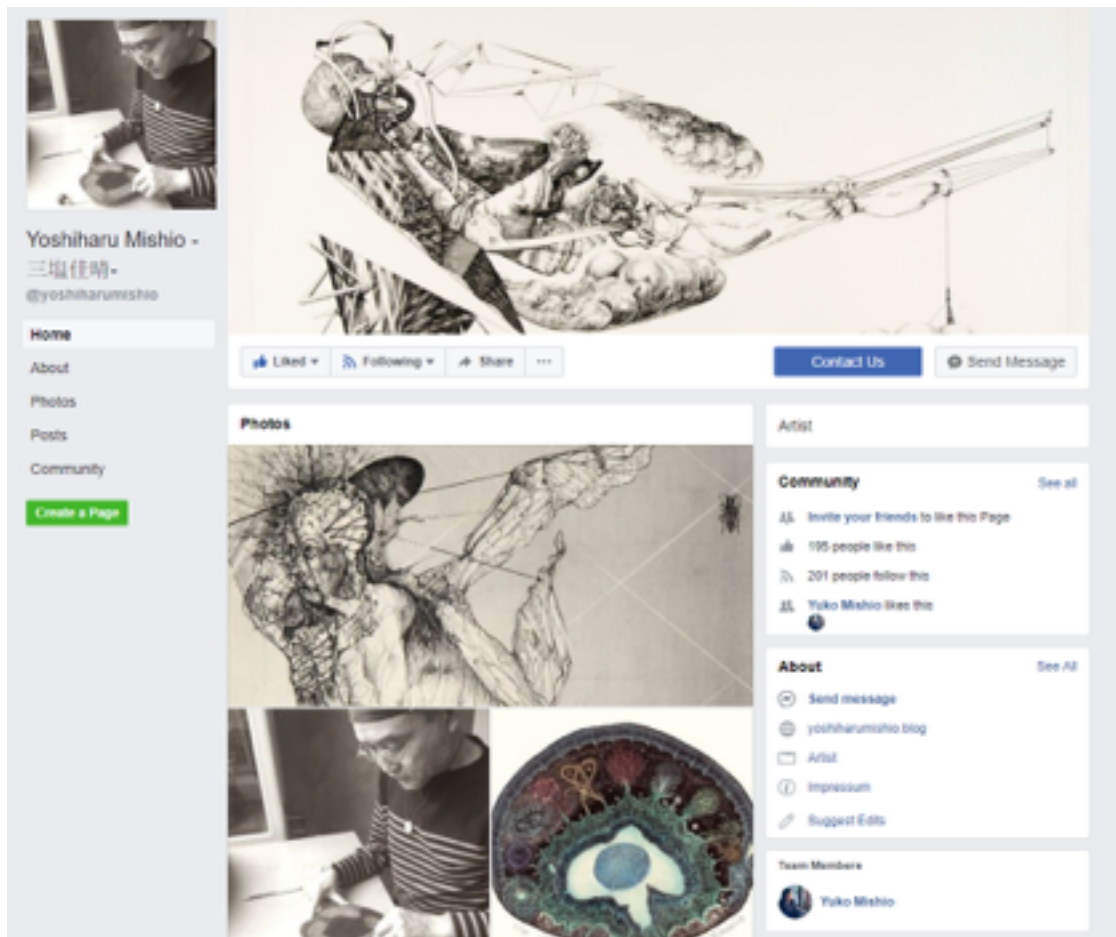 Yoshiharu Mishio -
三塩佳晴-
@yoshiharumishio
Home
About
Photos
Posts
Community
Create a Page
Liked
Following
Share
...
Contact Us
Send Message
Photos
Artist
Community
See all
Invite your friends to like this Page
195 people like this
201 people follow this
Yuko Mishio likes this
About
See All
Send message
yoshiharumishio.blog
Artist
Impressum
Suggest Edits
Team Members
Yuko Mishio